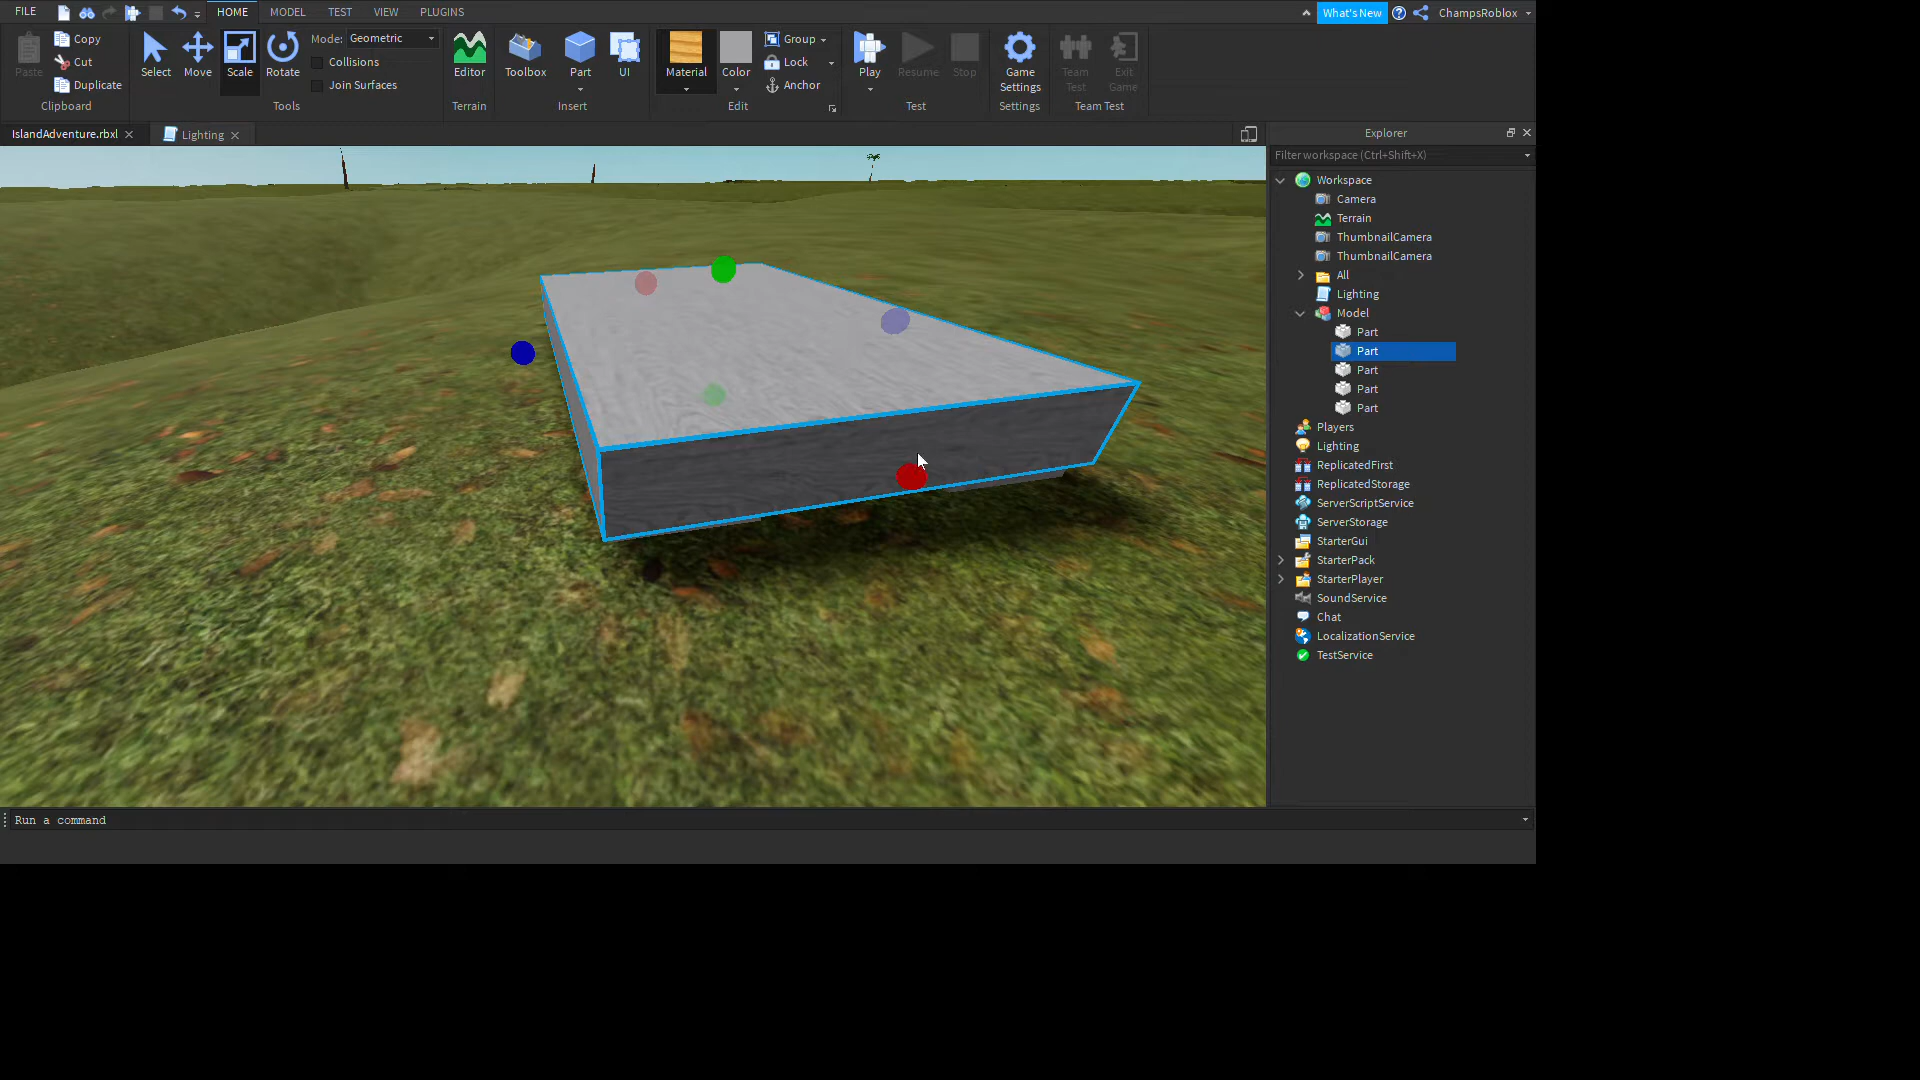 FILE HOME MODEL TEST VIEW PLUGINS What's New ChampsRoblox
Copy Mode: Geometric Group
Cut Collisions Lock
Paste Select Move Scale Rotate Editor Toolbox Part UI Material Color Play Resume Stop Game Settings Team Test Exit Game
Duplicate Join Surfaces Anchor
Clipboard Tools Terrain Insert Edit Test Settings Team Test
IslandAdventure.rbxl Lighting Explorer
Filter workspace (Ctrl+Shift+X)
Workspace
Camera
Terrain
ThumbnailCamera
ThumbnailCamera
All
Lighting
Model
Part
Part
Part
Part
Part
Players
Lighting
ReplicatedFirst
ReplicatedStorage
ServerScriptService
ServerStorage
StarterGui
StarterPack
StarterPlayer
SoundService
Chat
LocalizationService
TestService
Run a command